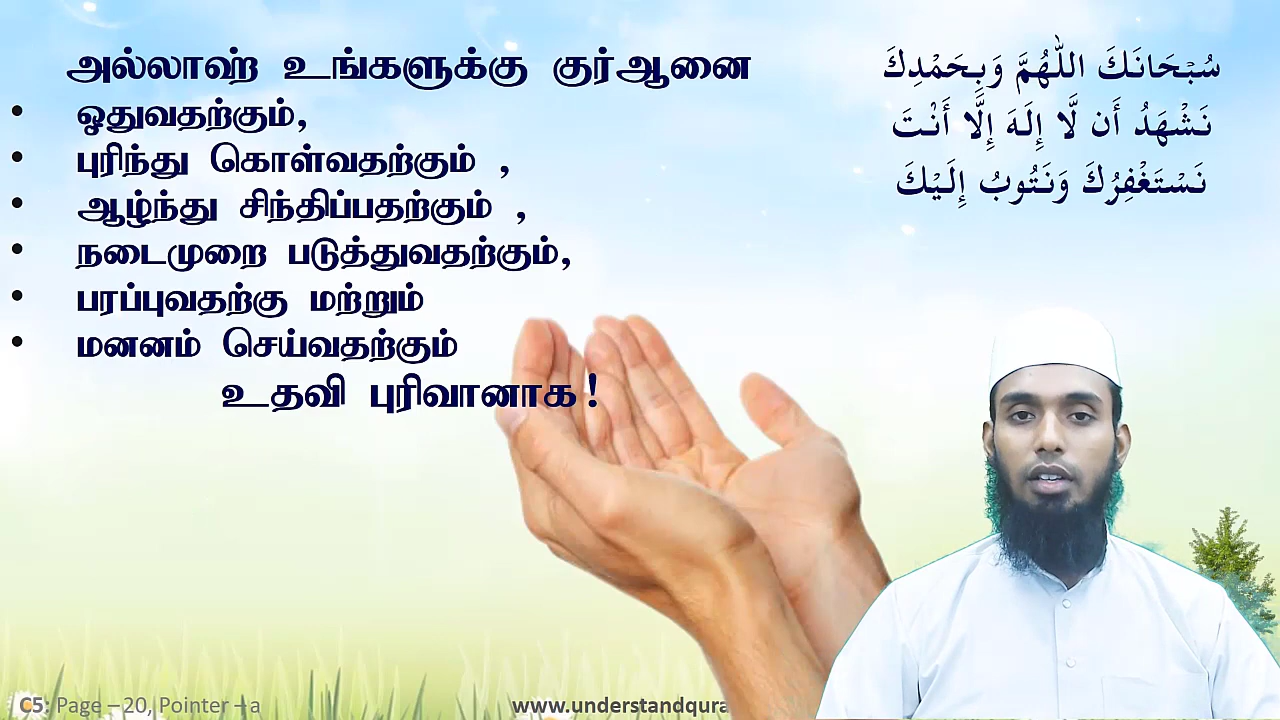 அல்லாஹ் உங்களுக்கு குர்ஆனை
• ஓதுவதற்கும்,
• புரிந்து கொள்வதற்கும் ,
• ஆழ்ந்து சிந்திப்பதற்கும் ,
• நடைமுறை படுத்துவதற்கும்,
• பரப்புவதற்கு மற்றும்
• மனனம் செய்வதற்கும்
உதவி புரிவானாக!
سُبْحَانَكَ اللّٰهُمَّ وَبِحَمْدِكَ
نَشْهَدُ أَن لَّا إِلَهَ إِلَّا أَنْتَ
نَسْتَغْفِرُكَ وَنَتُوبُ إِلَيْكَ
C5: Page – 20, Pointer – a
www.understandqura